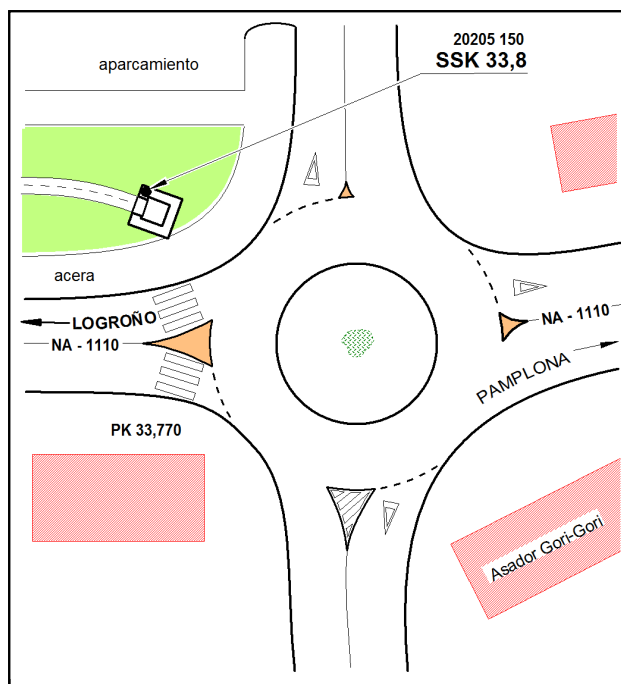 20205 150
SSK 33,8
aparcamiento
acera
LOGROÑO
NA - 1110
NA - 1110
PAMPLONA
PK 33,770
Asador Gori-Gori